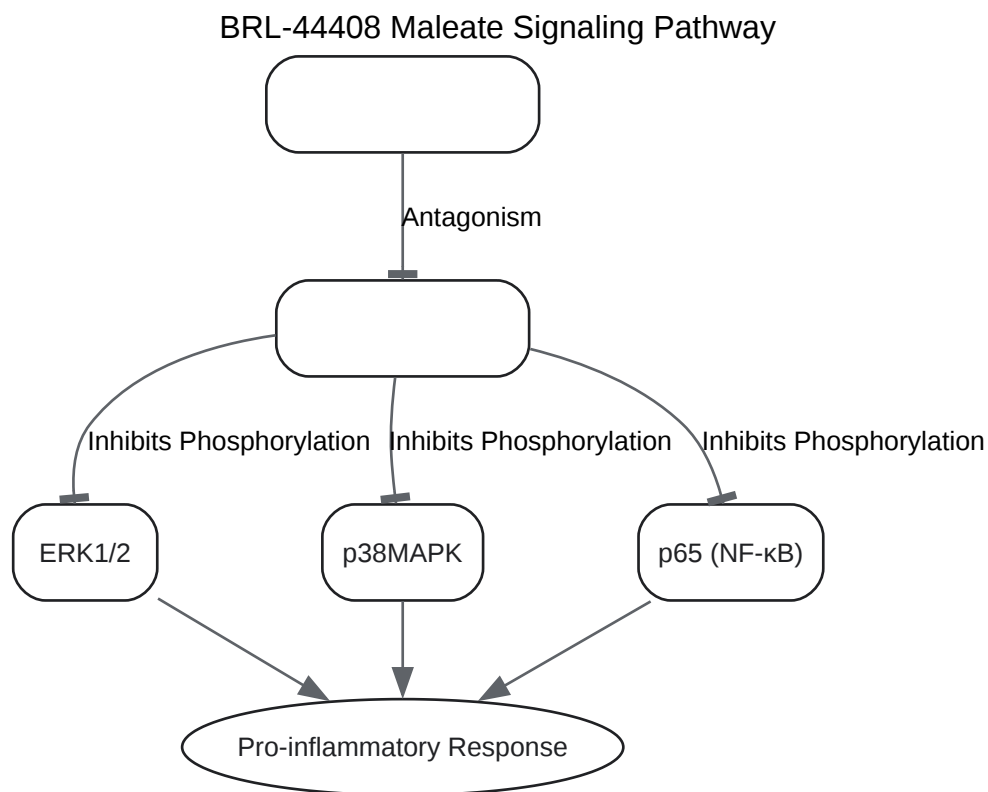 BRL-44408 Maleate Signaling Pathway
Antagonism
Inhibits Phosphorylation
Inhibits Phosphorylation
Inhibits Phosphorylation
ERK1/2
p38MAPK
p65 (NF-κB)
Pro-inflammatory Response